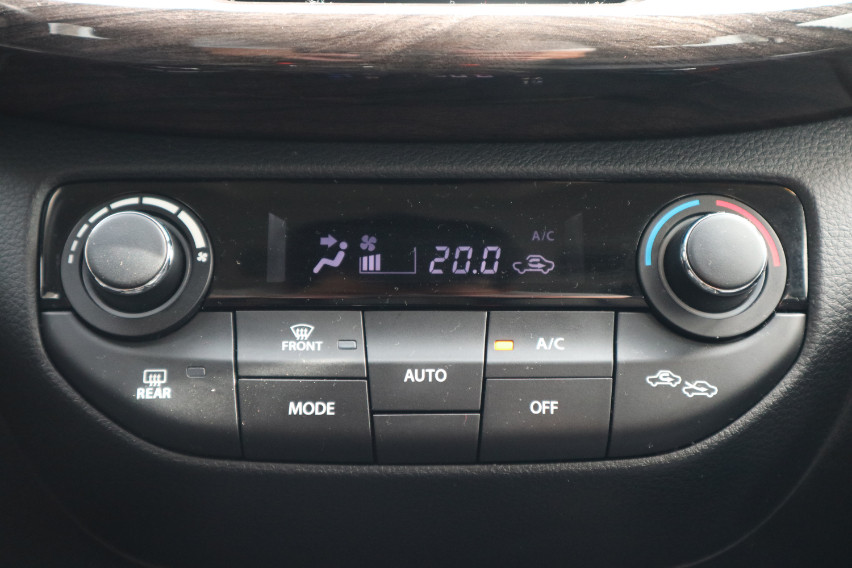 A/C
20.0
FRONT
A/C
AUTO
REAR
MODE
OFF